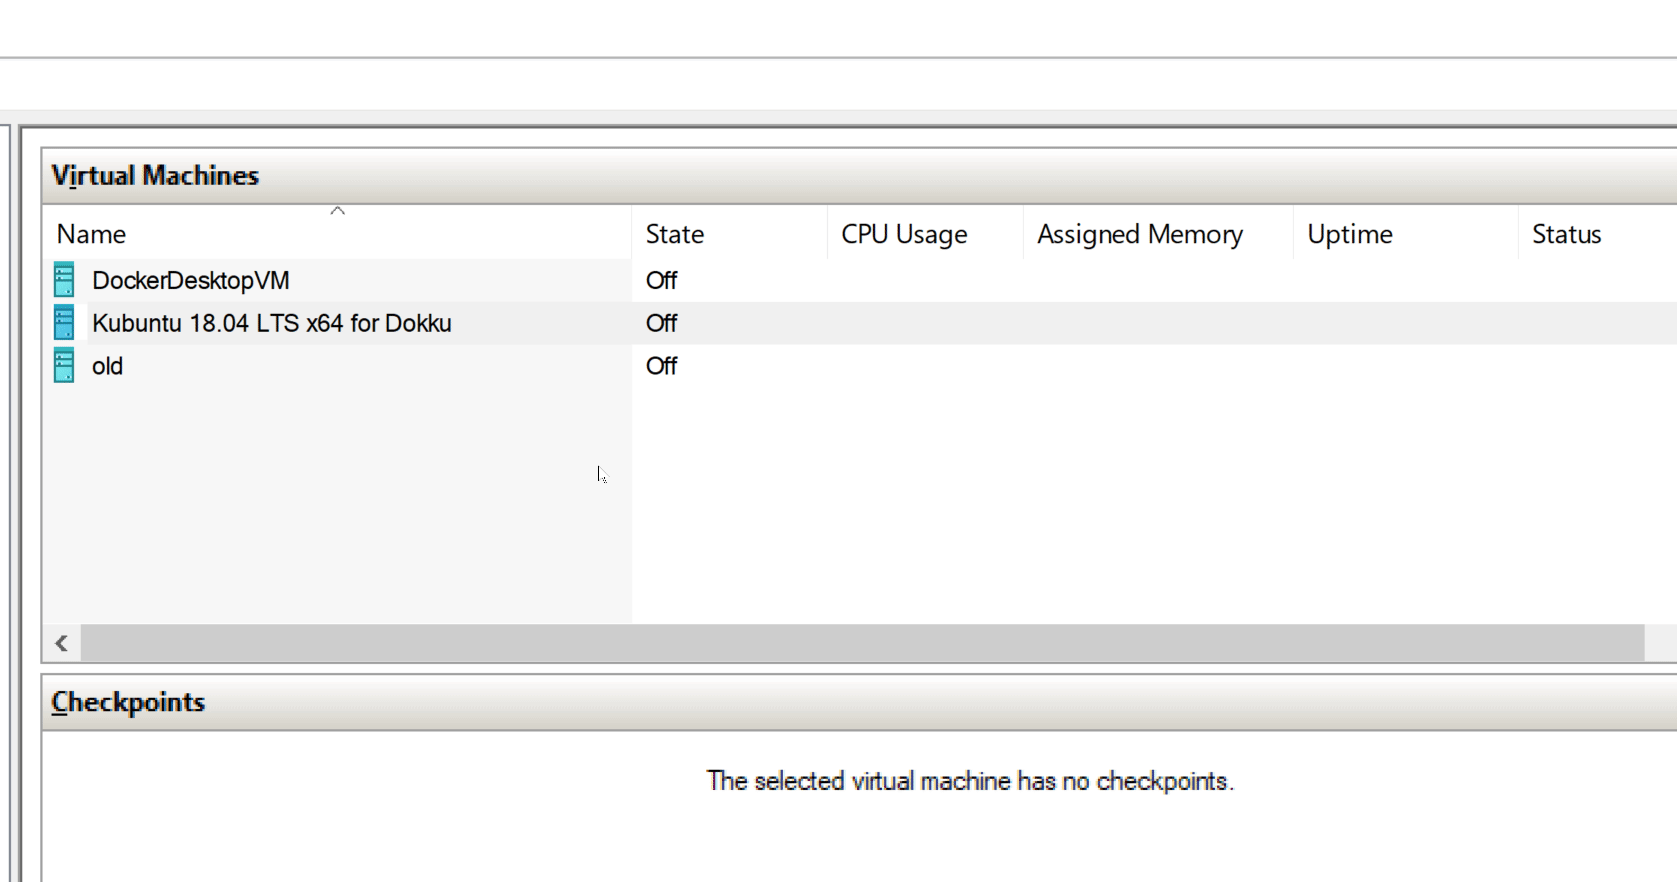 Virtual Machines
Name State CPU Usage Assigned Memory Uptime Status
DockerDesktopVM Off
Kubuntu 18.04 LTS x64 for Dokku Off
old Off
Checkpoints
The selected virtual machine has no checkpoints.